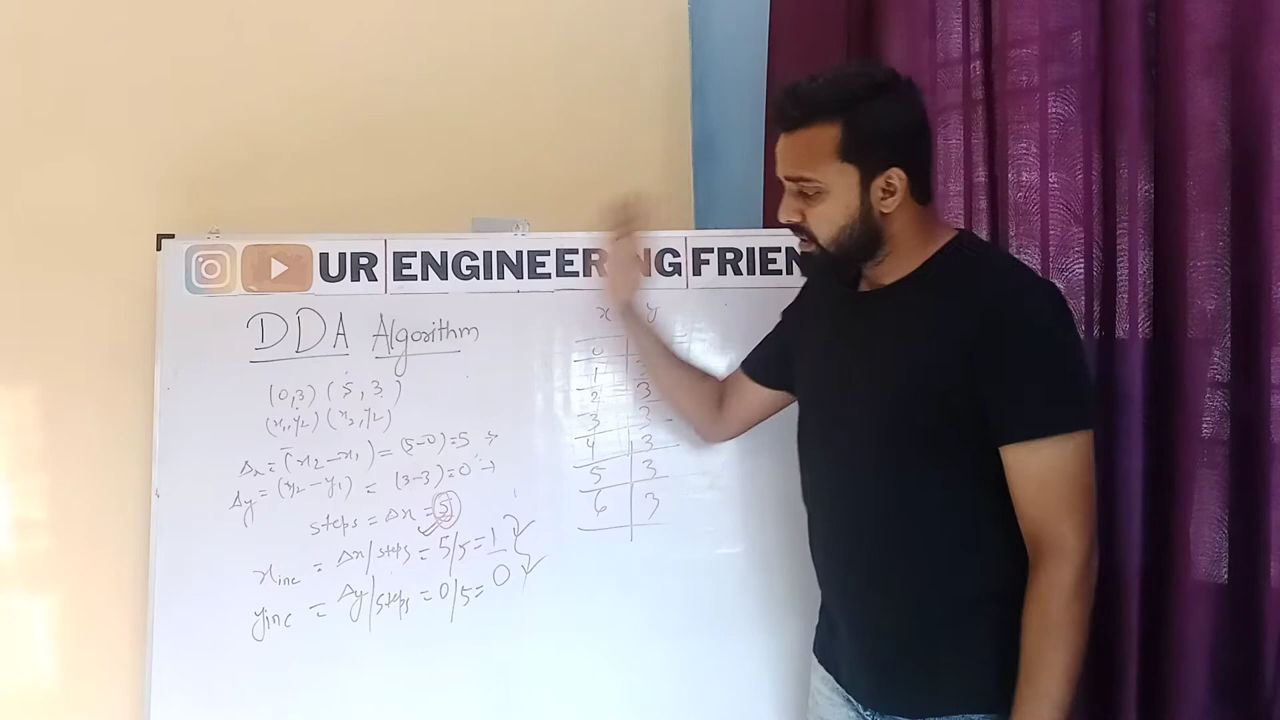 UR ENGINEERING FRIEN
DDA Algorithm
(0,3) (5,3)
(x1,y2) (x2,y2)
Δx = (x2-x1) = (5-0)=5 →
Δy = (y2-y1) = (3-3)=0 →
steps = Δx = 5
xinc = Δx/steps = 5/5 = 1
yinc = Δy/steps = 0/5 = 0
x y
0
1
2 3
3 3
4 3
5 3
6 3